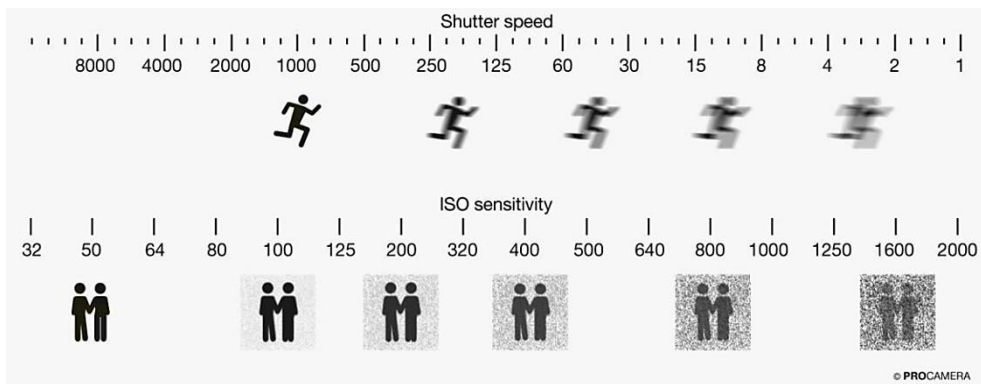 Shutter speed
8000 4000 2000 1000 500 250 125 60 30 15 8 4 2 1
ISO sensitivity
32 50 64 80 100 125 200 320 400 500 640 800 1000 1250 1600 2000
© PROCAMERA